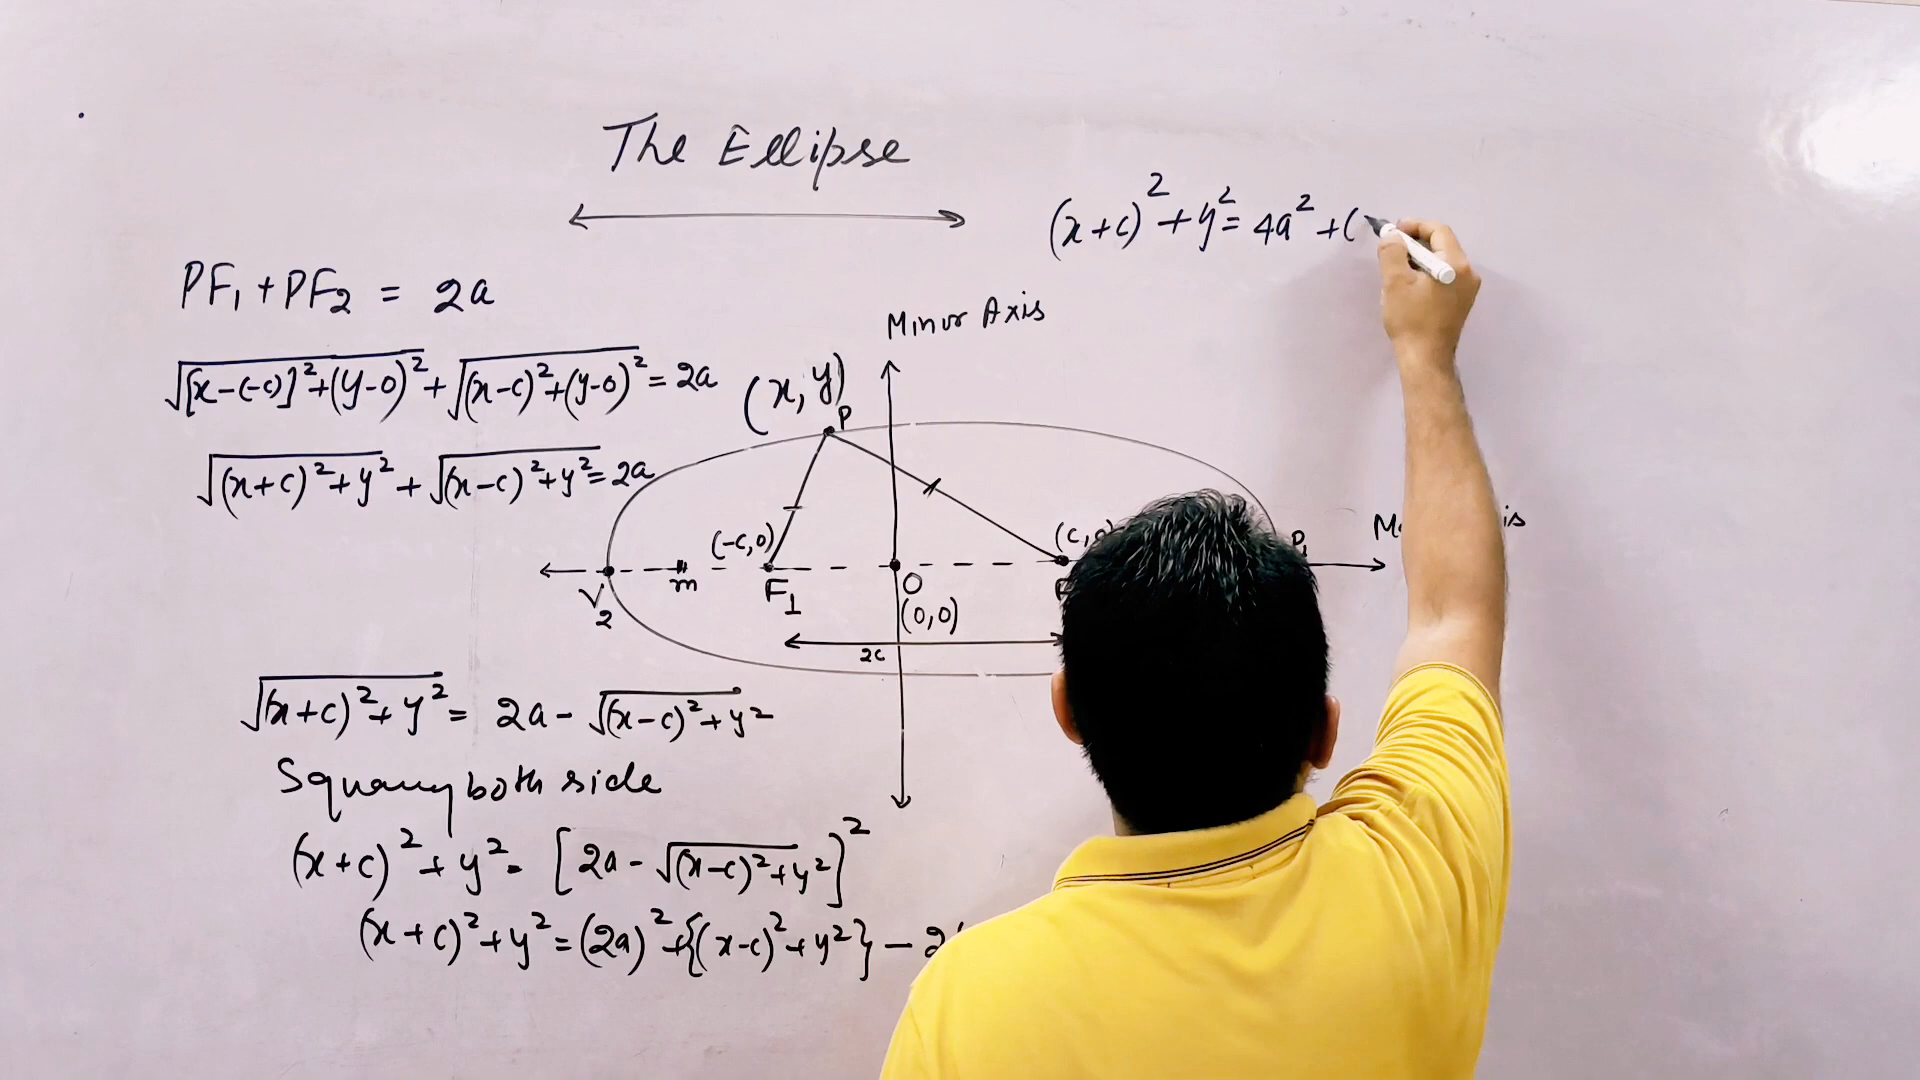 The Ellipse
(x+c)²+y²=4a²+(
PF₁+PF₂ = 2a
√[x-(-c)]²+(y-0)²+√(x-c)²+(y-0)²=2a
√(x+c)²+y²+√(x-c)²+y²=2a
Minor Axis
(x,y)
P
(-c,0)
(c,0)
P₁
V₂
m
F₁
O
(0,0)
2c
√(x+c)²+y²= 2a-√(x-c)²+y²
both side
(x+c)²+y²= [2a-√(x-c)²+y²]²
(x+c)²+y²=(2a)²+{(x-c)²+y²}-2